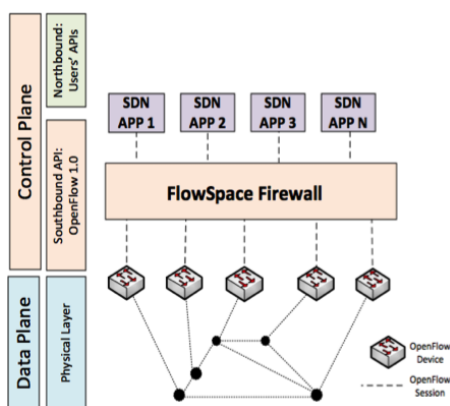 Control Plane
Northbound:
Users' APIs
Southbound API:
OpenFlow 1.0
Data Plane
Physical Layer
SDN
APP 1
SDN
APP 2
SDN
APP 3
SDN
APP N
FlowSpace Firewall
OpenFlow
Device
OpenFlow
Session